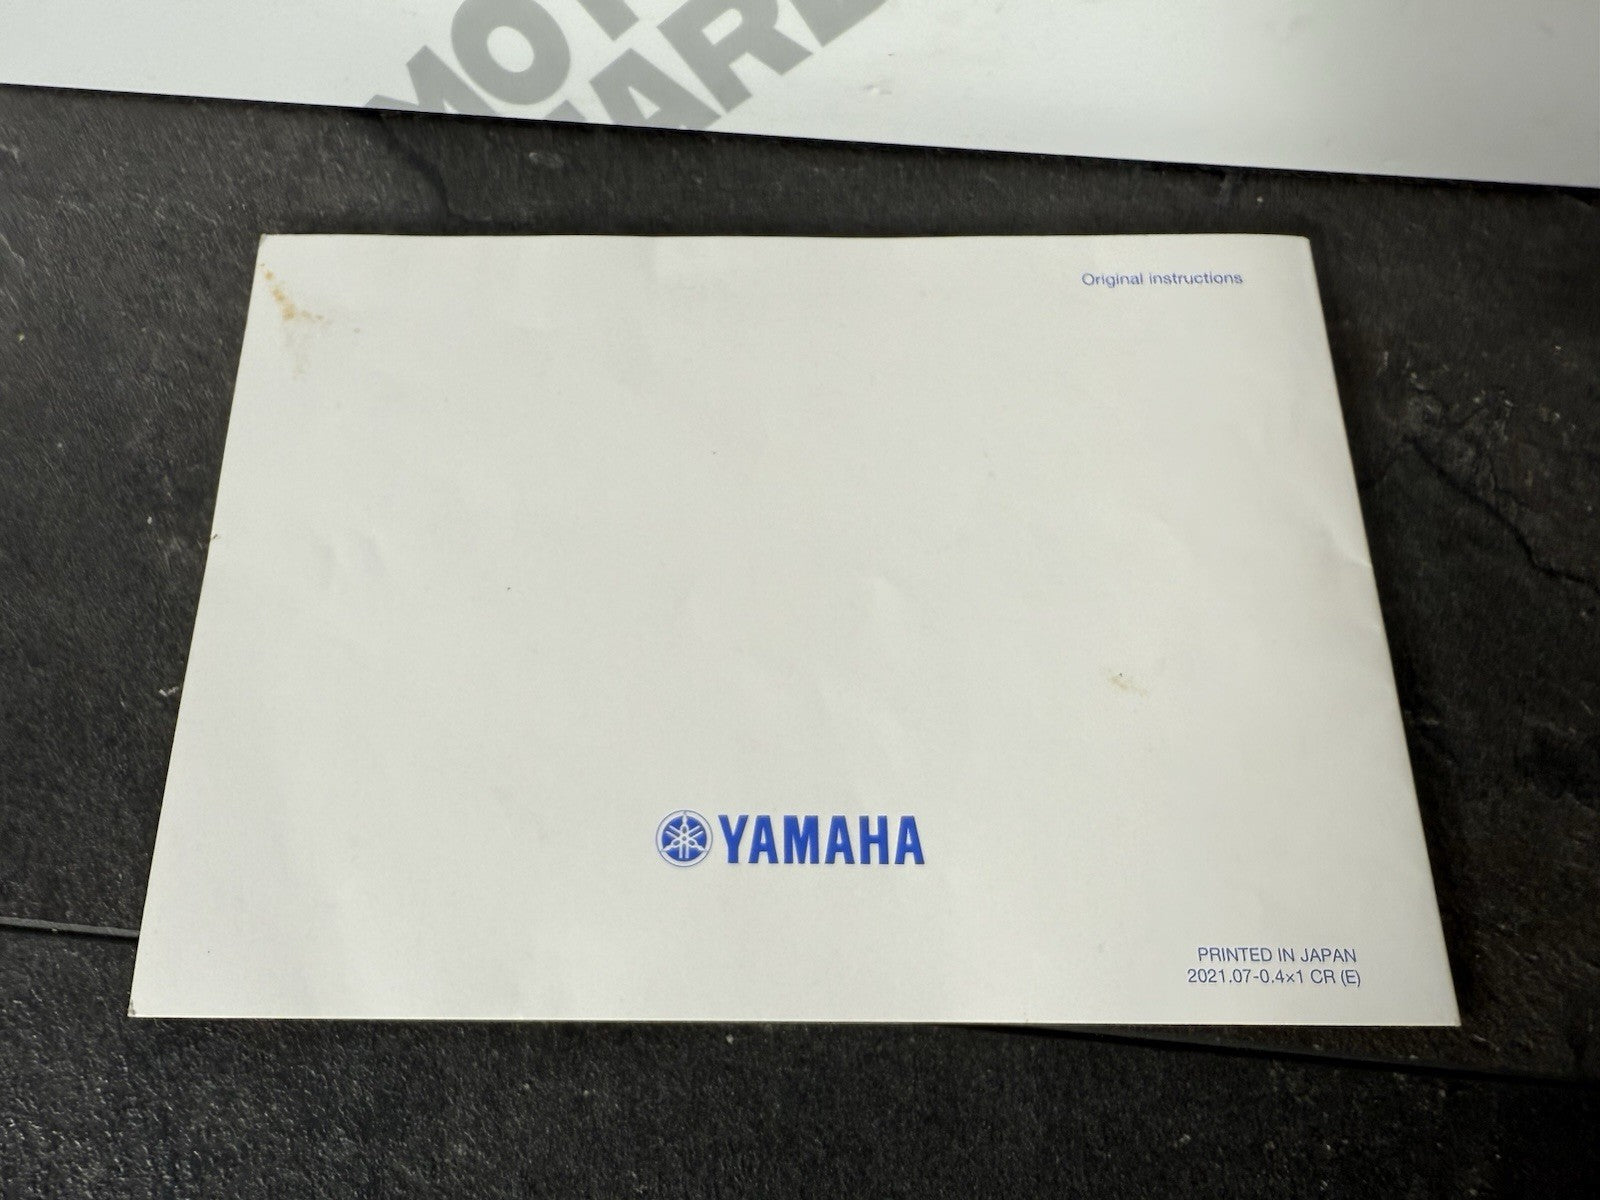 Original instructions
YAMAHA
PRINTED IN JAPAN
2021.07-0.4×1 CR (E)